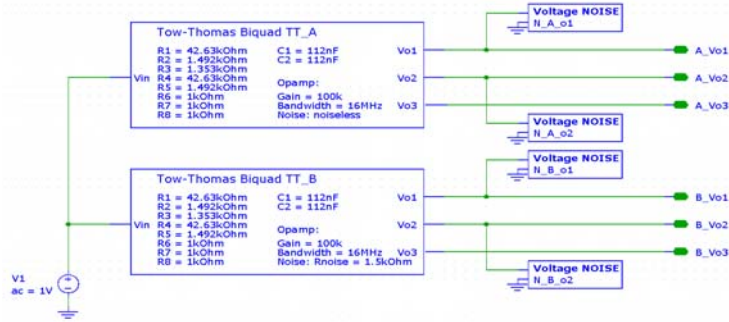 Tow-Thomas Biquad TT_A
R1 = 42.63kOhm C1 = 112nF
R2 = 1.492kOhm C2 = 112nF
R3 = 1.353kOhm
R4 = 42.63kOhm Opamp:
R5 = 1.492kOhm
R6 = 1kOhm Gain = 100k
R7 = 1kOhm Bandwidth = 16MHz
R8 = 1kOhm Noise: noiseless
Vin
Vo1
Vo2
Vo3
Voltage NOISE
N_A_o1
A_Vo1
A_Vo2
A_Vo3
Voltage NOISE
N_A_o2
Tow-Thomas Biquad TT_B
R1 = 42.63kOhm C1 = 112nF
R2 = 1.492kOhm C2 = 112nF
R3 = 1.353kOhm
R4 = 42.63kOhm Opamp:
R5 = 1.492kOhm
R6 = 1kOhm Gain = 100k
R7 = 1kOhm Bandwidth = 16MHz
R8 = 1kOhm Noise: Rnoise = 1.5kOhm
Vin
Vo1
Vo2
Vo3
Voltage NOISE
N_B_o1
B_Vo1
B_Vo2
B_Vo3
Voltage NOISE
N_B_o2
V1
ac = 1V